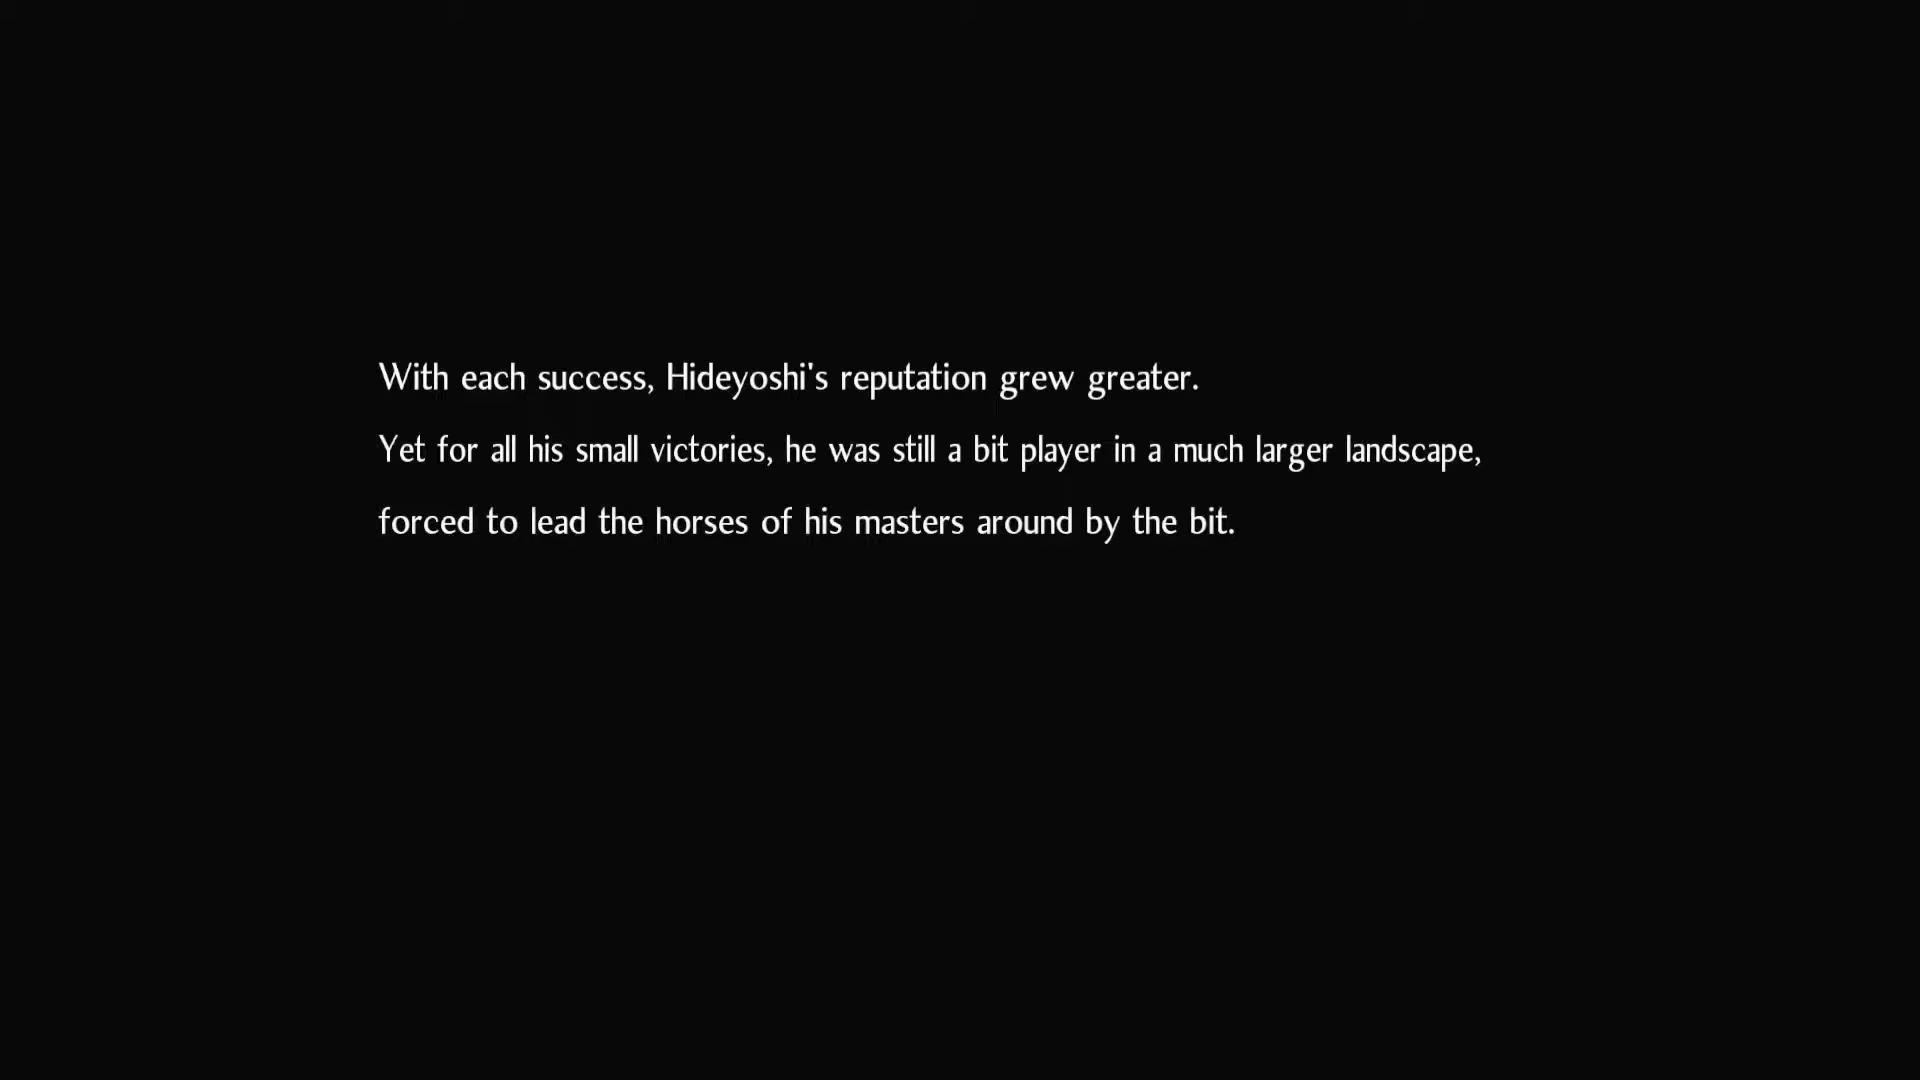 With each success, Hideyoshi's reputation grew greater.
Yet for all his small victories, he was still a bit player in a much larger landscape,
forced to lead the horses of his masters around by the bit.